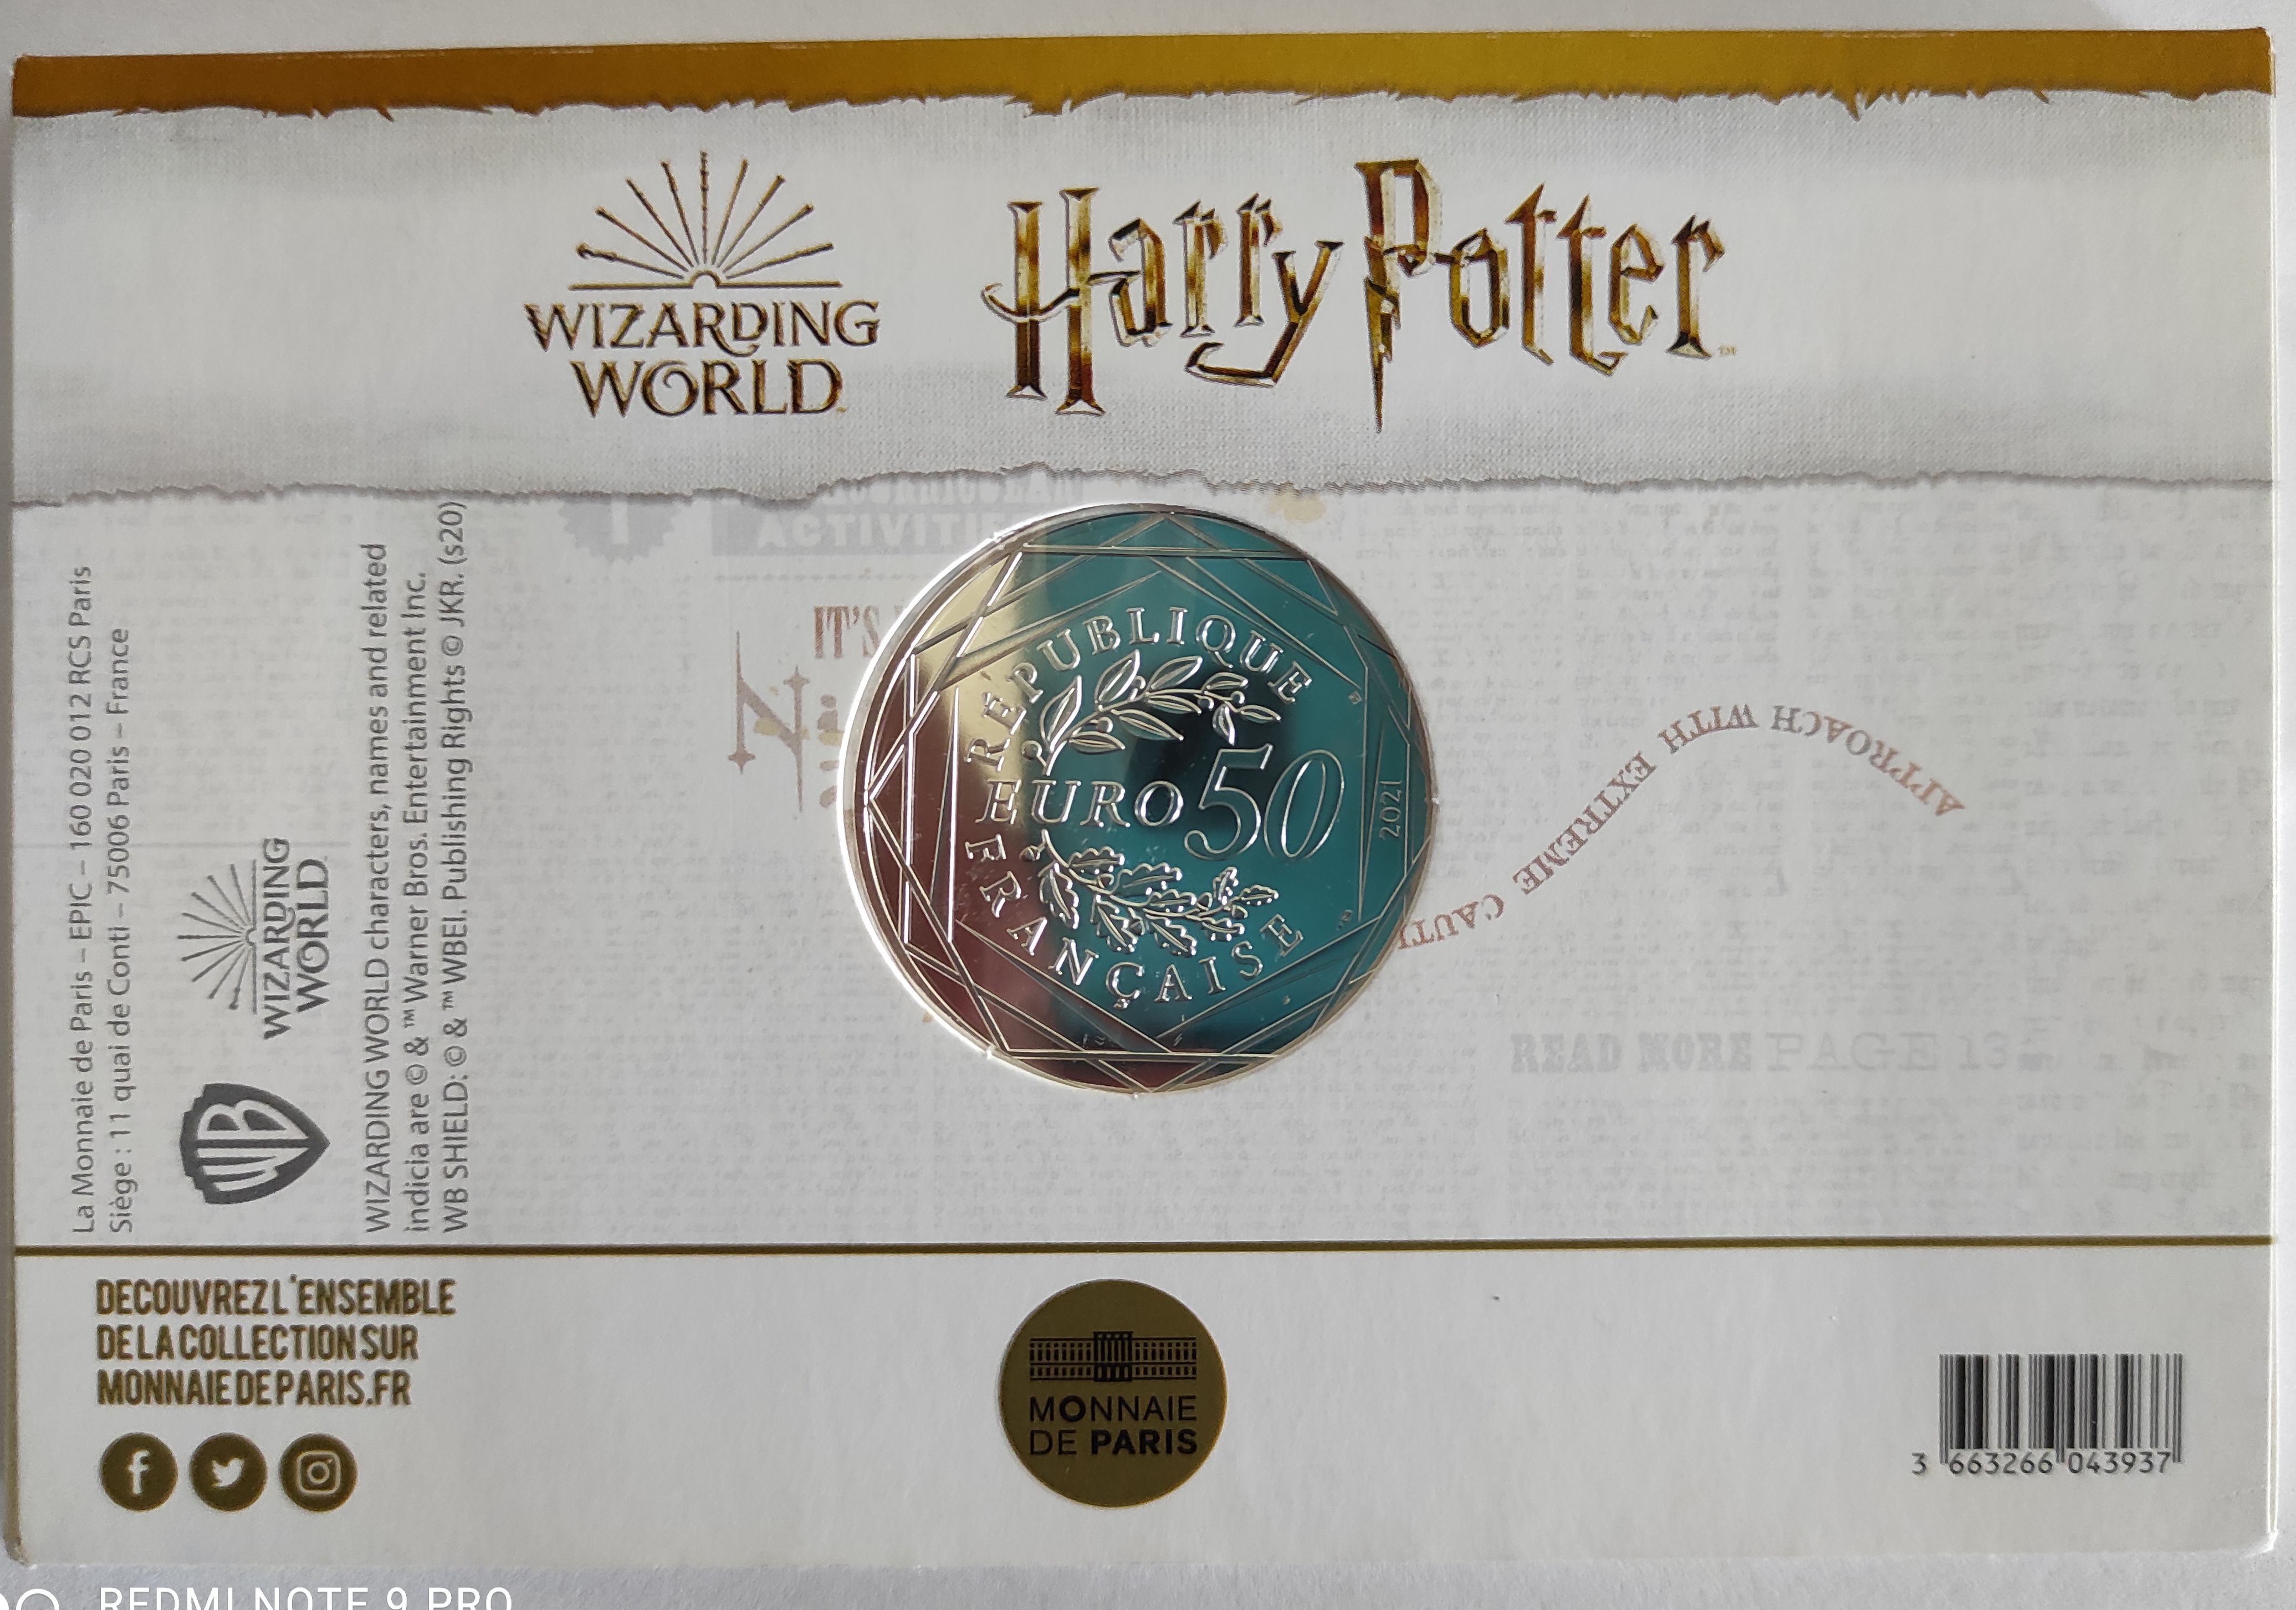 WIZARDING
WORLD
Harry Potter™
ACTIVITI
IT'S
La Monnaie de Paris – EPIC – 160 020 012 RCS Paris
Siège : 11 quai de Conti – 75006 Paris – France
WB
WIZARDING
WORLD
WIZARDING WORLD characters, names and related
indicia are © & ™ Warner Bros. Entertainment Inc.
WB SHIELD: © & ™ WBEI. Publishing Rights © JKR. (s20)
RÉPUBLIQUE
EURO 50
2021
FRANÇAISE
APPROACH WITH EXTREME CAUTI
READ MORE PAGE 13
DECOUVREZ L'ENSEMBLE
DE LA COLLECTION SUR
MONNAIEDEPARIS.FR
MONNAIE
DE PARIS
3 663266 043937
REDMI NOTE 9 PRO